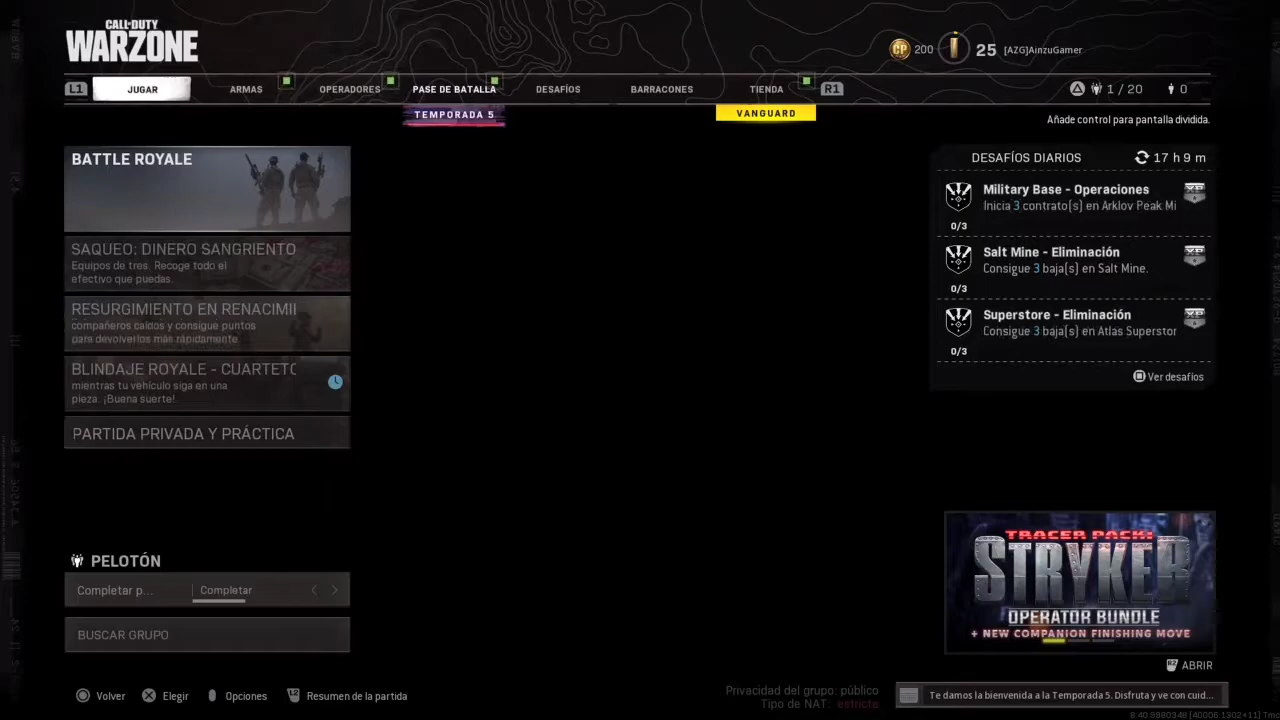 CALL·DUTY
WARZONE
CP 200
25
[AZG]AinzuGamer
L1
JUGAR
ARMAS
OPERADORES
PASE DE BATALLA
DESAFÍOS
BARRACONES
TIENDA
R1
1 / 20
0
TEMPORADA 5
VANGUARD
Añade control para pantalla dividida.
BATTLE ROYALE
SAQUEO: DINERO SANGRIENTO
Equipos de tres. Recoge todo el
efectivo que puedas.
RESURGIMIENTO EN RENACIMII
compañeros caídos y consigue puntos
para devolverlos más rápidamente.
BLINDAJE ROYALE - CUARTETO
mientras tu vehículo siga en una
pieza. ¡Buena suerte!
PARTIDA PRIVADA Y PRÁCTICA
DESAFÍOS DIARIOS
17 h 9 m
Military Base - Operaciones
Inicia 3 contrato(s) en Arklov Peak Mi
0/3
Salt Mine - Eliminación
Consigue 3 baja(s) en Salt Mine.
0/3
Superstore - Eliminación
Consigue 3 baja(s) en Atlas Superstor
0/3
Ver desafíos
PELOTÓN
Completar p...
Completar
BUSCAR GRUPO
TRACER PACK:
STRYKER
OPERATOR BUNDLE
+ NEW COMPANION FINISHING MOVE
R2 ABRIR
Volver
Elegir
Opciones
L2 Resumen de la partida
Privacidad del grupo: público
Tipo de NAT: estricto
Te damos la bienvenida a la Temporada 5. Disfruta y ve con cuid...